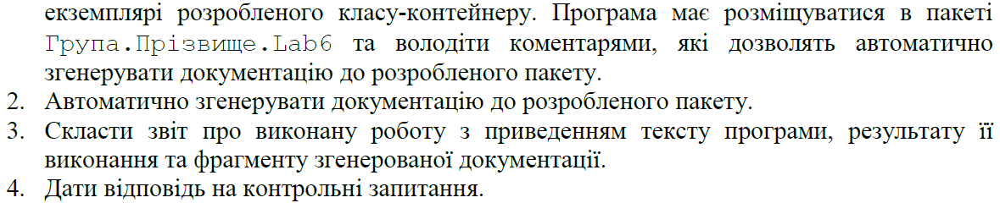 екземплярі розробленого класу-контейнеру. Програма має розміщуватися в пакеті
Група.Прізвище.Lab6 та володіти коментарями, які дозволять автоматично
згенерувати документацію до розробленого пакету.
2. Автоматично згенерувати документацію до розробленого пакету.
3. Скласти звіт про виконану роботу з приведенням тексту програми, результату її
виконання та фрагменту згенерованої документації.
4. Дати відповідь на контрольні запитання.